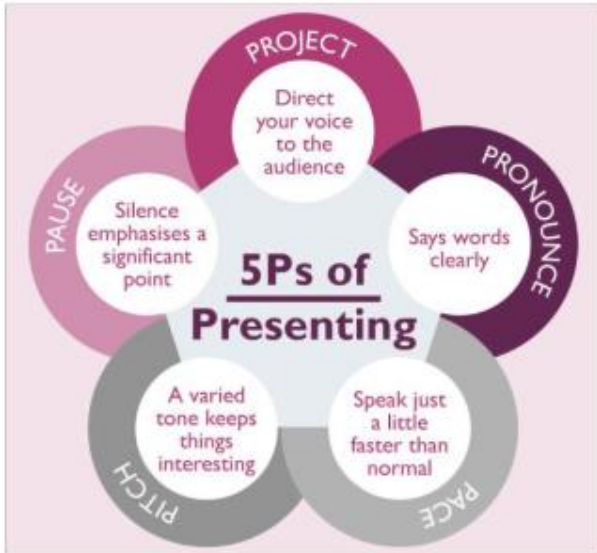 5Ps of
Presenting
PROJECT
Direct
your voice
to the
audience
PRONOUNCE
Says words
clearly
PACE
Speak just
a little
faster than
normal
PITCH
A varied
tone keeps
things
interesting
PAUSE
Silence
emphasises a
significant
point